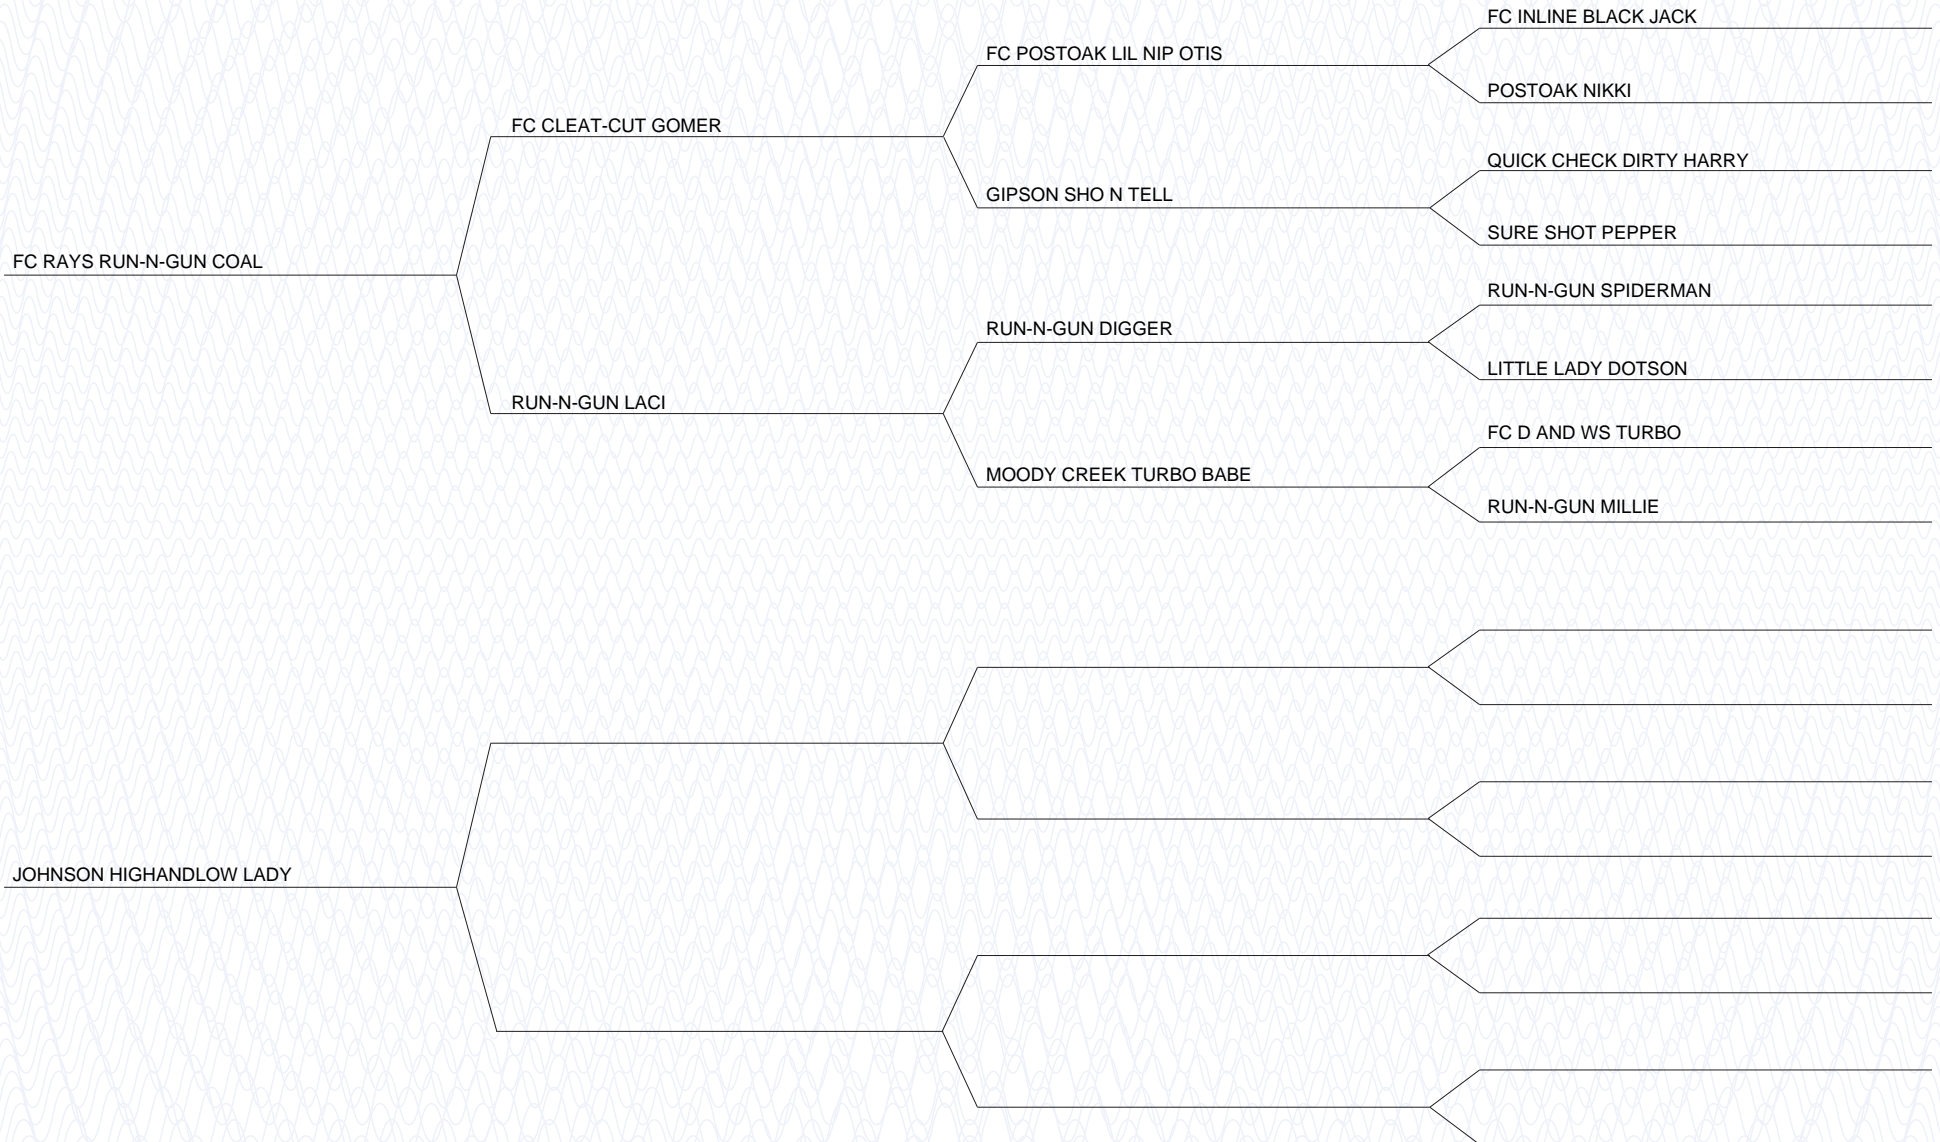 FC INLINE BLACK JACK
FC POSTOAK LIL NIP OTIS
POSTOAK NIKKI
FC CLEAT-CUT GOMER
QUICK CHECK DIRTY HARRY
GIPSON SHO N TELL
SURE SHOT PEPPER
FC RAYS RUN-N-GUN COAL
RUN-N-GUN SPIDERMAN
RUN-N-GUN DIGGER
LITTLE LADY DOTSON
RUN-N-GUN LACI
FC D AND WS TURBO
MOODY CREEK TURBO BABE
RUN-N-GUN MILLIE
JOHNSON HIGHANDLOW LADY